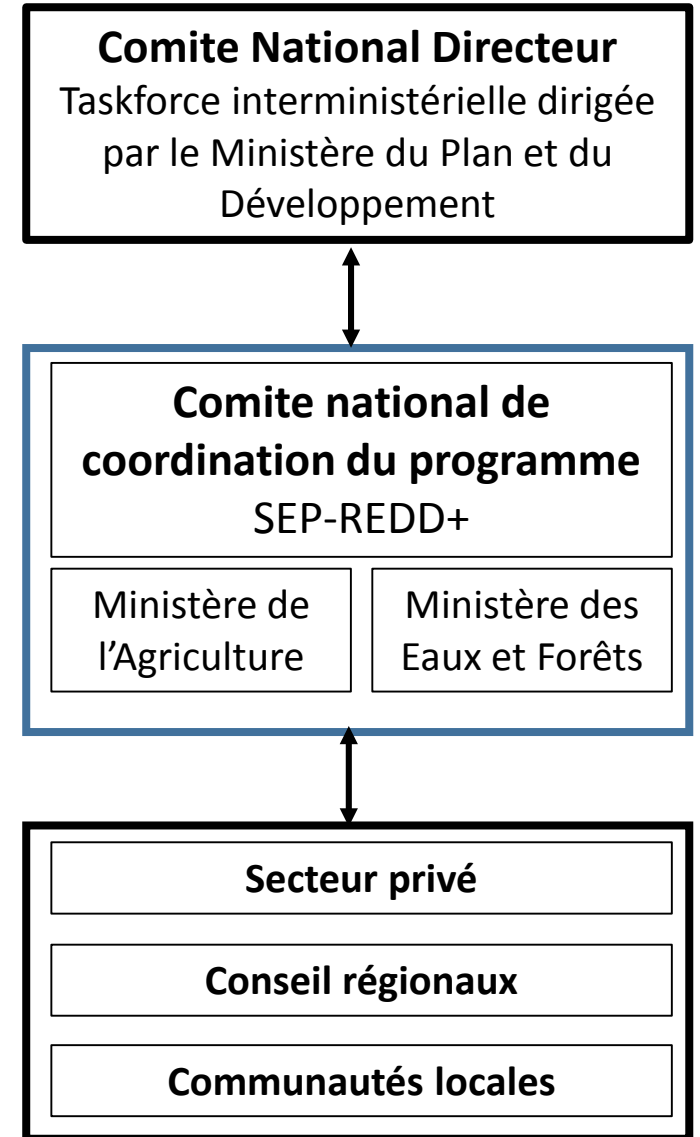 Comite National Directeur
Taskforce interministérielle dirigée
par le Ministère du Plan et du
Développement
Comite national de
coordination du programme
SEP-REDD+
Ministère de
l’Agriculture
Ministère des
Eaux et Forêts
Secteur privé
Conseil régionaux
Communautés locales